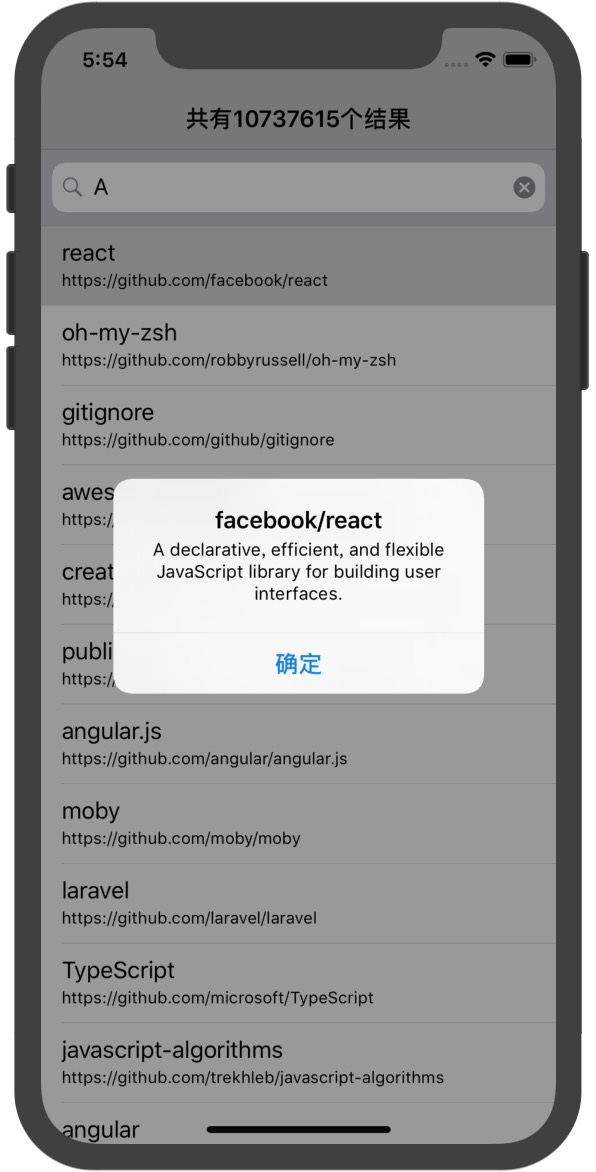 5:54
共有10737615个结果
A
react
https://github.com/facebook/react
oh-my-zsh
https://github.com/robbyrussell/oh-my-zsh
gitignore
https://github.com/github/gitignore
awes
https:/
facebook/react
A declarative, efficient, and flexible
JavaScript library for building user
interfaces.
确定
creat
https:/
publi
https:/
angular.js
https://github.com/angular/angular.js
moby
https://github.com/moby/moby
laravel
https://github.com/laravel/laravel
TypeScript
https://github.com/microsoft/TypeScript
javascript-algorithms
https://github.com/trekhleb/javascript-algorithms
angular